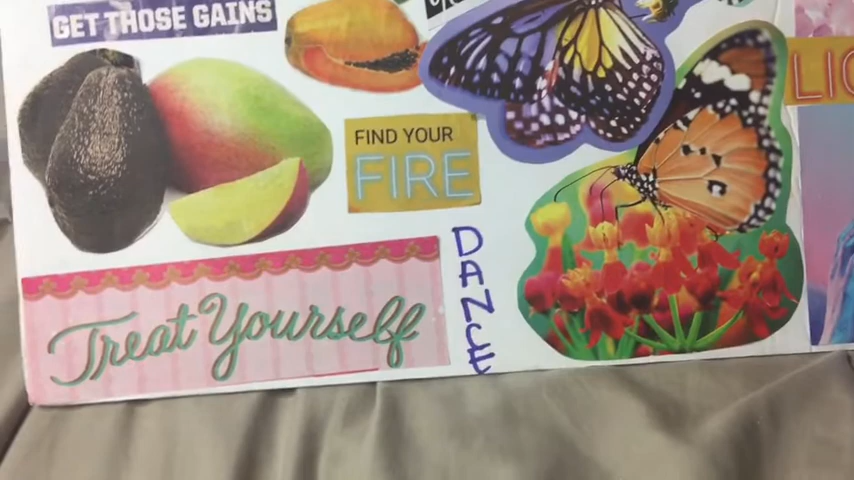 GET THOSE GAINS
FIND YOUR
FIRE
Treat Yourself
DANCE